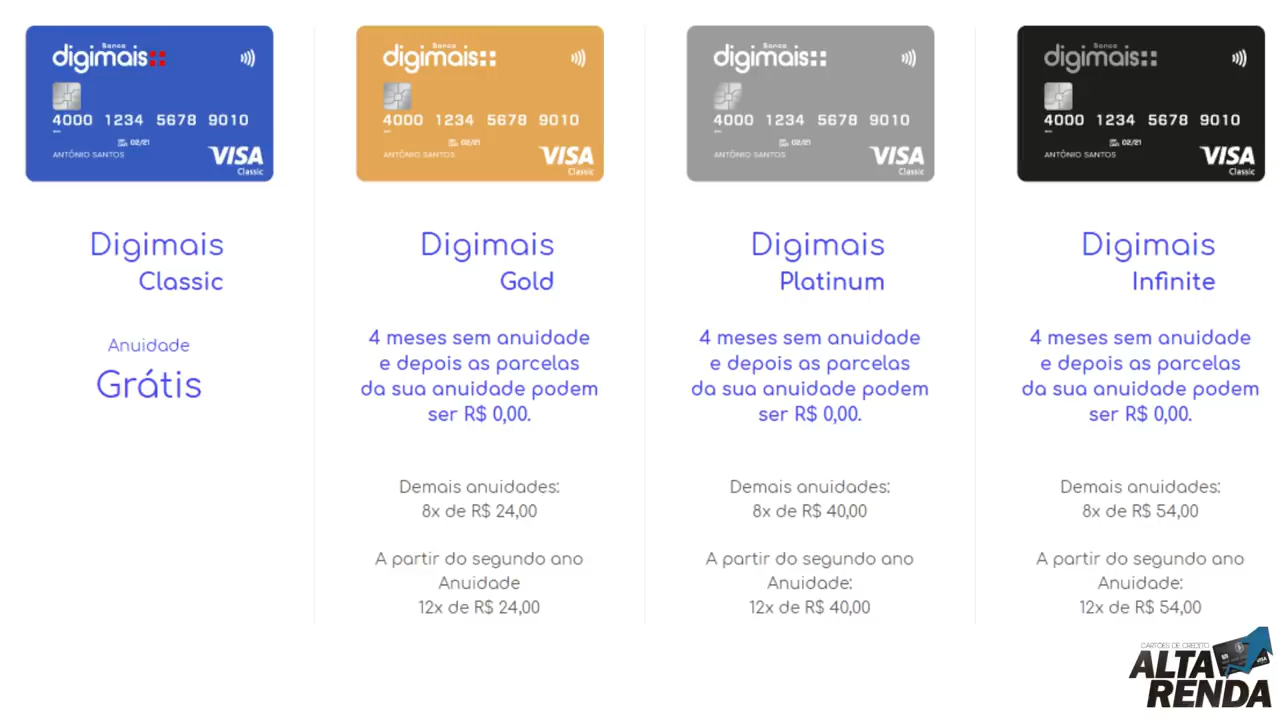 Banco
digimais
4000 1234 5678 9010
02/21
ANTÔNIO SANTOS
VISA
Classic
Digimais
Classic
Anuidade
Grátis
Banco
digimais
4000 1234 5678 9010
02/21
ANTÔNIO SANTOS
VISA
Classic
Digimais
Gold
4 meses sem anuidade
e depois as parcelas
da sua anuidade podem
ser R$ 0,00.
Demais anuidades:
8x de R$ 24,00
A partir do segundo ano
Anuidade
12x de R$ 24,00
Banco
digimais
4000 1234 5678 9010
02/21
ANTÔNIO SANTOS
VISA
Classic
Digimais
Platinum
4 meses sem anuidade
e depois as parcelas
da sua anuidade podem
ser R$ 0,00.
Demais anuidades:
8x de R$ 40,00
A partir do segundo ano
Anuidade:
12x de R$ 40,00
Banco
digimais
4000 1234 5678 9010
02/21
ANTÔNIO SANTOS
VISA
Classic
Digimais
Infinite
4 meses sem anuidade
e depois as parcelas
da sua anuidade podem
ser R$ 0,00.
Demais anuidades:
8x de R$ 54,00
A partir do segundo ano
Anuidade:
12x de R$ 54,00
CARTÕES DE CRÉDITO
ALTA
RENDA
VISA